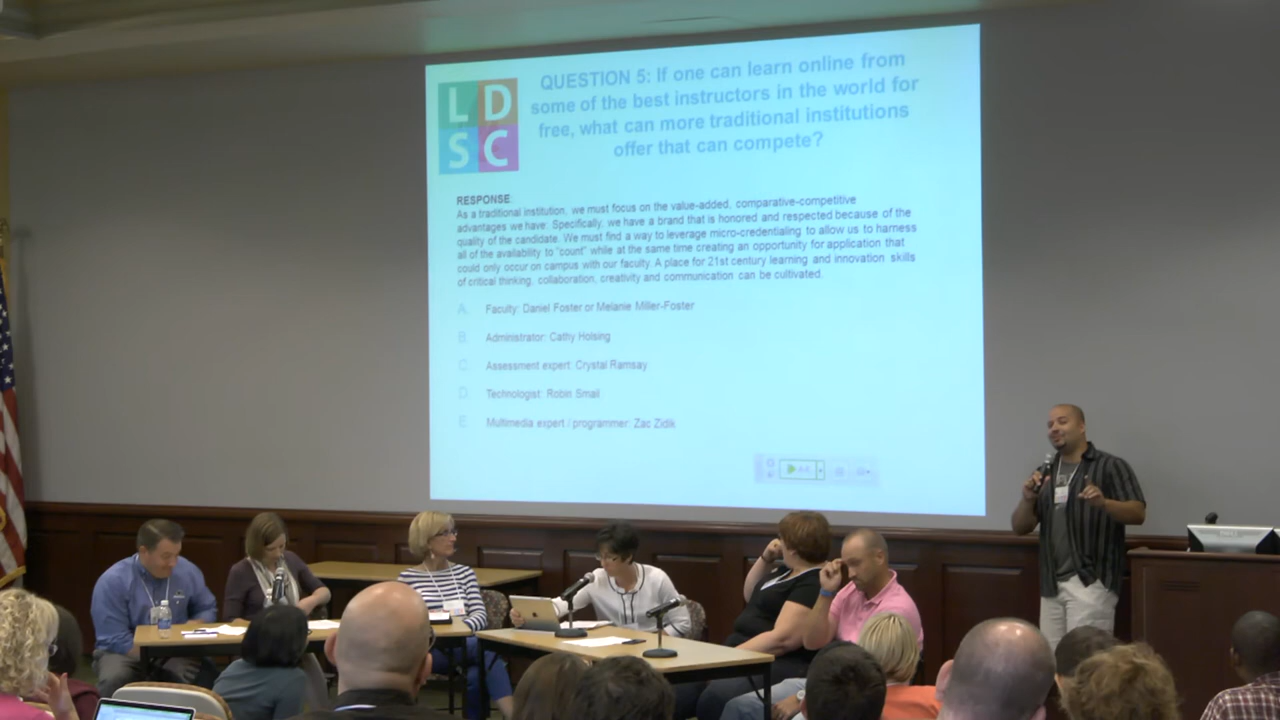 L D
S C
QUESTION 5: If one can learn online from
some of the best instructors in the world for
free, what can more traditional institutions
offer that can compete?
RESPONSE:
As a traditional institution, we must focus on the value-added, comparative-competitive
advantages we have. Specifically, we have a brand that is honored and respected because of the
quality of the candidate. We must find a way to leverage micro-credentialing to allow us to harness
all of the availability to "count" while at the same time creating an opportunity for application that
could only occur on campus with our faculty. A place for 21st century learning and innovation skills
of critical thinking, collaboration, creativity and communication can be cultivated.
A. Faculty: Daniel Foster or Melanie Miller-Foster
B. Administrator: Cathy Holsing
C. Assessment expert: Crystal Ramsay
D. Technologist: Robin Smail
E. Multimedia expert / programmer: Zac Zidik